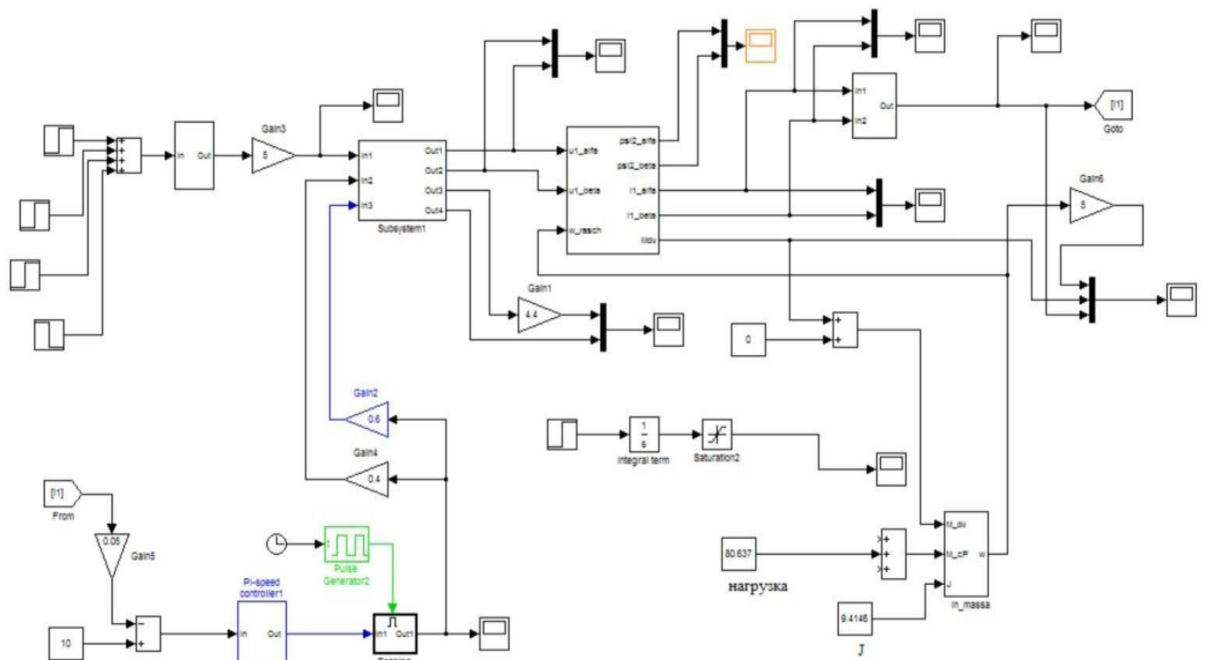 Gain3
5
In
Out
In1
In2
In3
Out1
Out2
Out3
Out4
Subsystem1
u1_alfa
u1_beta
w_rasch
psi2_alfa
psi2_beta
i1_alfa
i1_beta
Mdv
In1
In2
Out
[I1]
Goto
Gain6
5
Gain1
4.4
0
Gain2
0.6
Gain4
0.4
1
s
Integral term
Saturation2
[I1]
From
0.05
Gain5
Pulse
Generator2
PI-speed
controller1
10
In
Out
In1
Out1
80.637
нагрузка
M_dv
M_cP
J
w
in_massa
9.4146
J